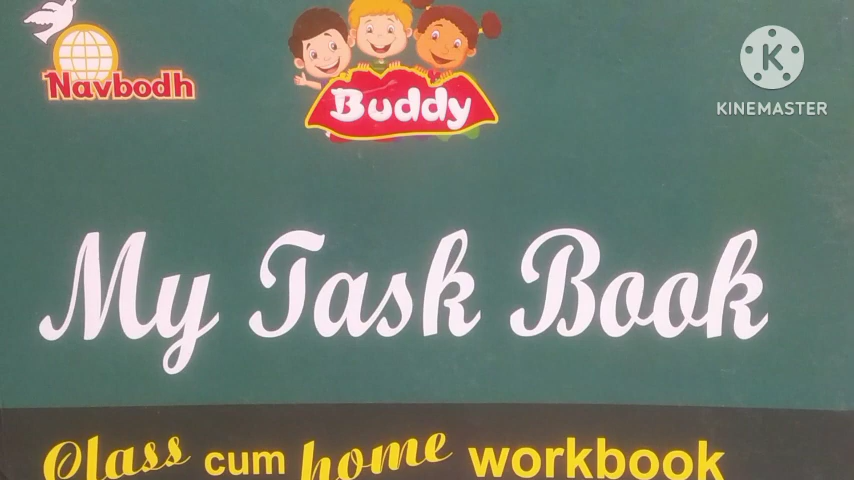 Navbodh
Buddy
KINEMASTER
My Task Book
Class cum home workbook